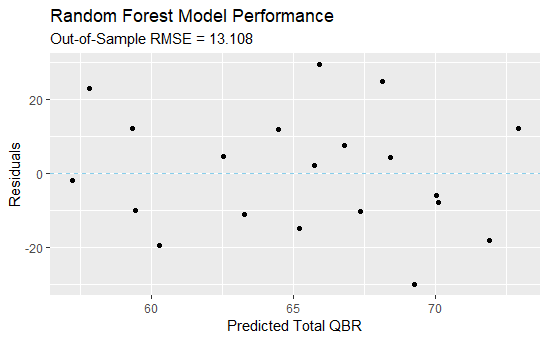 Random Forest Model Performance
Out-of-Sample RMSE = 13.108
Residuals
20
0
-20
60 65 70
Predicted Total QBR